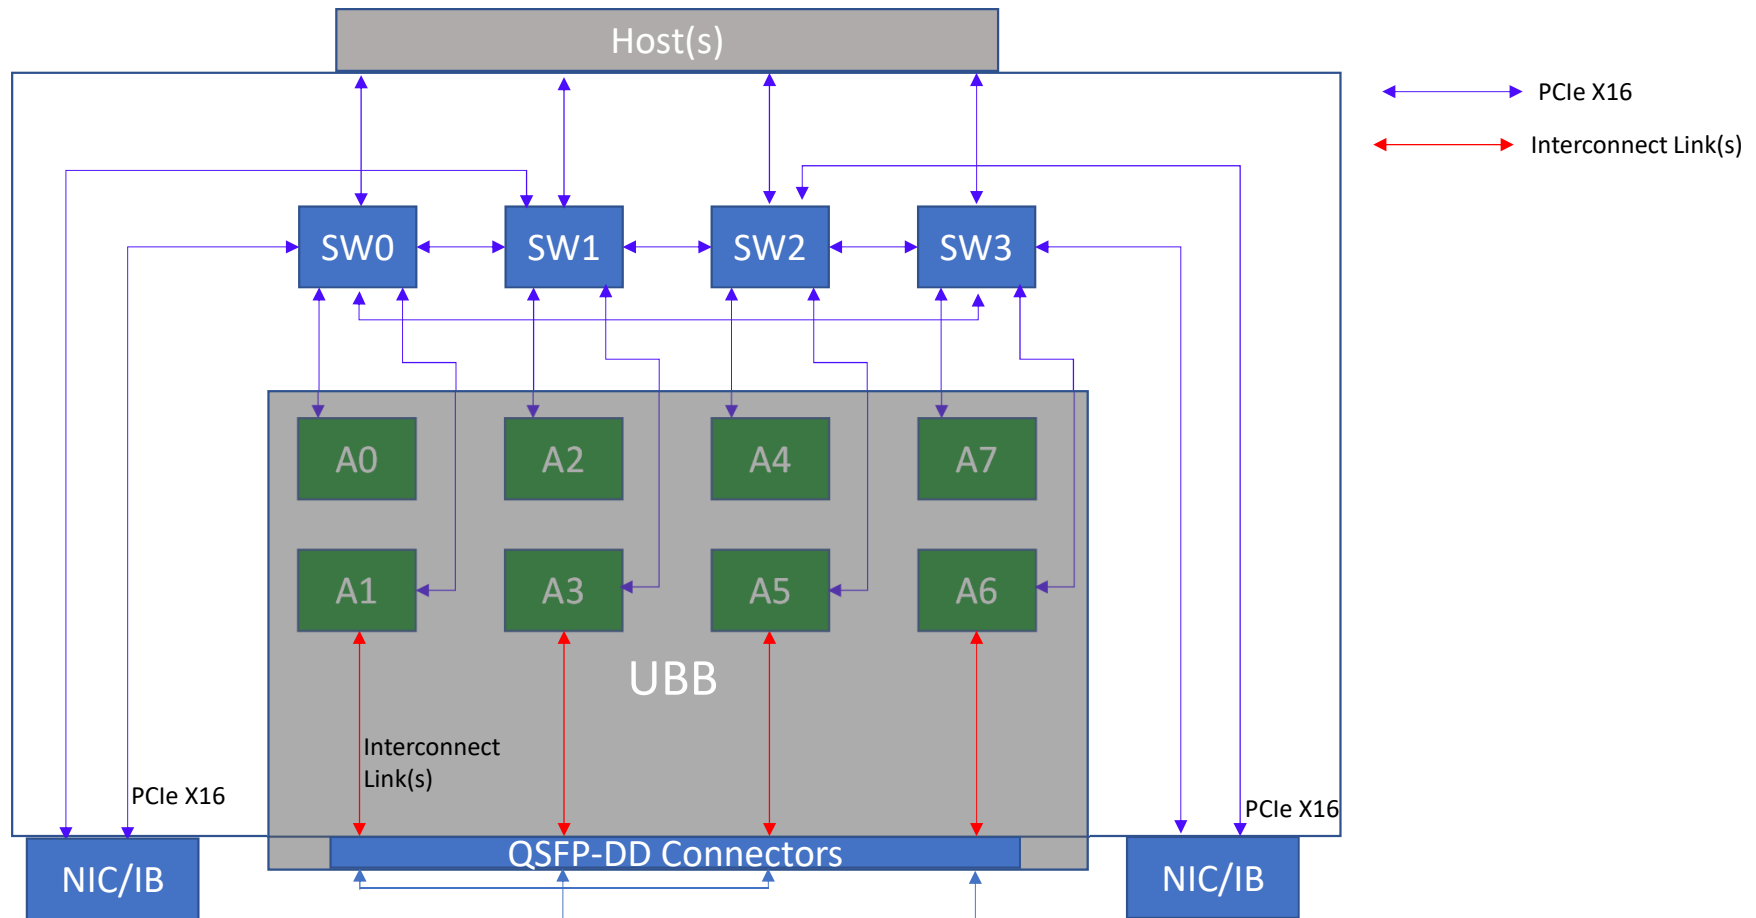 Host(s)
PCIe X16
Interconnect Link(s)
SW0
SW1
SW2
SW3
A0
A2
A4
A7
A1
A3
A5
A6
UBB
Interconnect
Link(s)
PCIe X16
PCIe X16
QSFP-DD Connectors
NIC/IB
NIC/IB